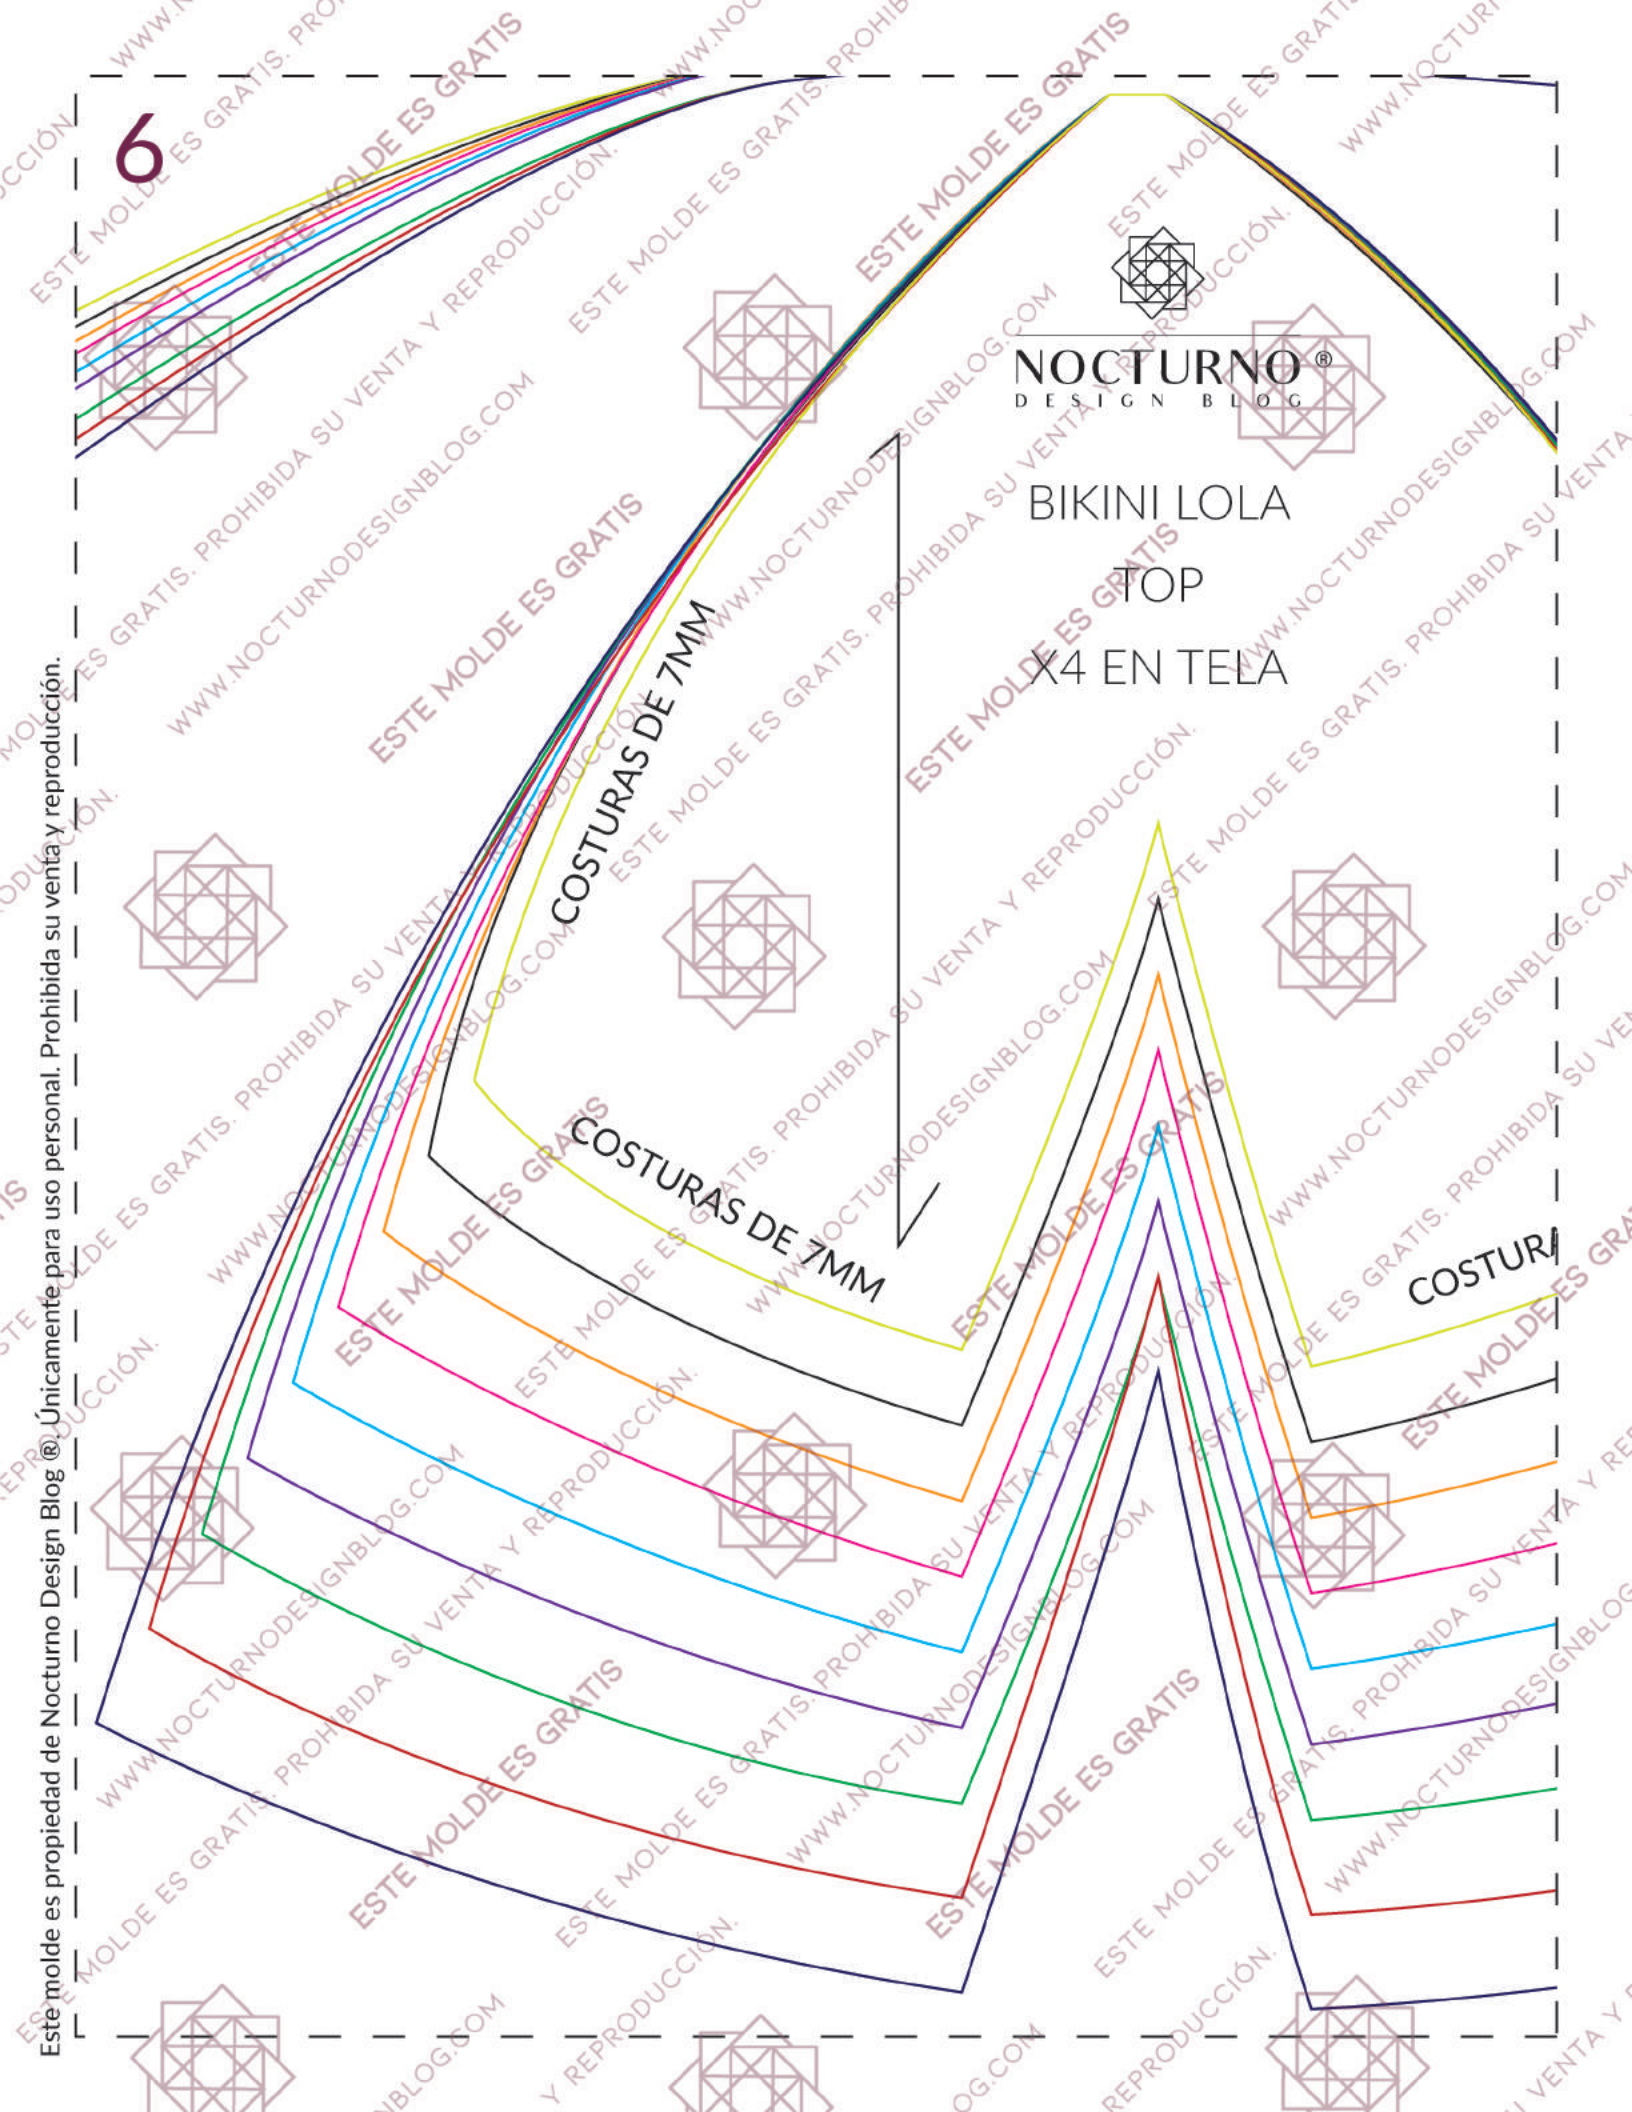 6
NOCTURNO ®
DESIGN BLOG
BIKINI LOLA
TOP
X4 EN TELA
COSTURAS DE 7MM
COSTURAS DE 7MM
COSTURA
Este molde es propiedad de Nocturno Design Blog ®. Únicamente para uso personal. Prohibida su venta y reproducción.
ESTE MOLDE ES GRATIS
ESTE MOLDE ES GRATIS. PROHIBIDA SU VENTA Y REPRODUCCIÓN.
WWW.NOCTURNODESIGNBLOG.COM